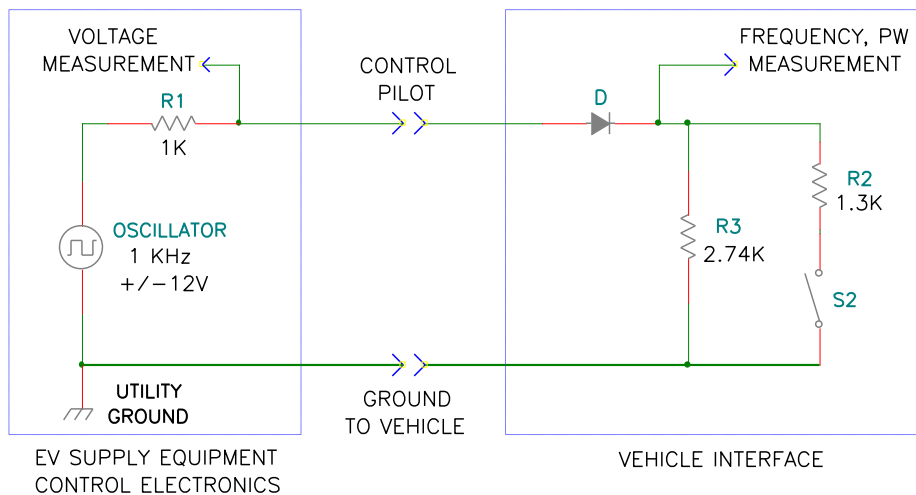 VOLTAGE
MEASUREMENT
R1
1K
OSCILLATOR
1 KHz
+/-12V
UTILITY
GROUND
EV SUPPLY EQUIPMENT
CONTROL ELECTRONICS
CONTROL
PILOT
GROUND
TO VEHICLE
FREQUENCY, PW
MEASUREMENT
D
R2
1.3K
R3
2.74K
S2
VEHICLE INTERFACE